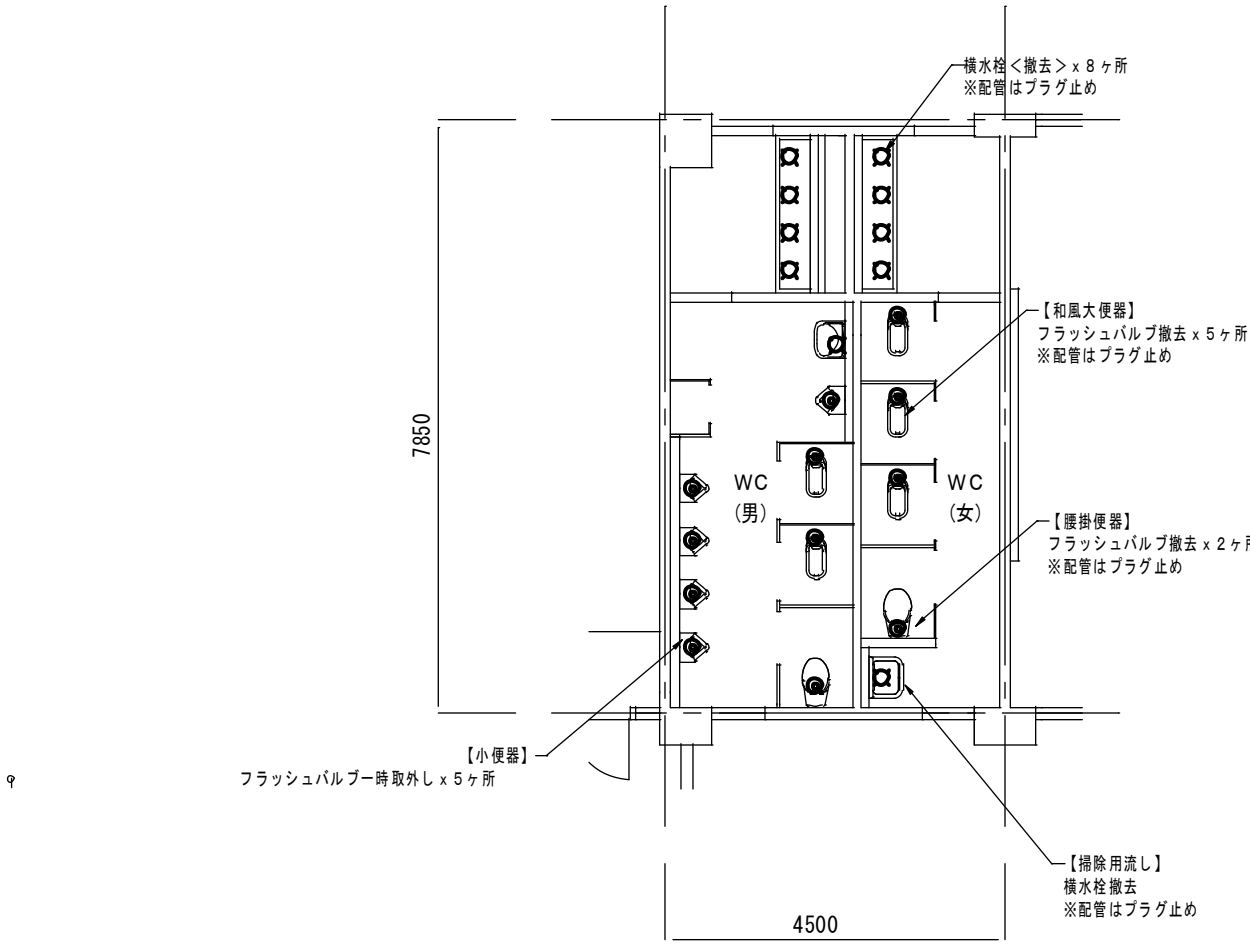 横水栓＜撤去＞x８ヶ所
※配管はプラグ止め
【和風大便器】
フラッシュバルブ撤去x５ヶ所
※配管はプラグ止め
7850
WC
(男)
WC
(女)
【腰掛便器】
フラッシュバルブ撤去x２ヶ所
※配管はプラグ止め
【小便器】
フラッシュバルブ一時取外しx５ヶ所
【掃除用流し】
横水栓撤去
※配管はプラグ止め
4500